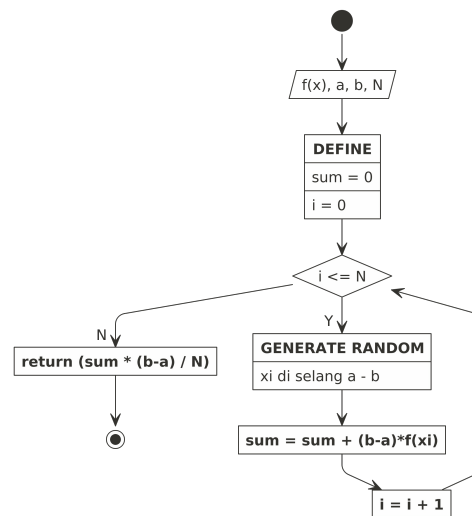 f(x), a, b, N
DEFINE
sum = 0
i = 0
i <= N
N
Y
return (sum * (b-a) / N)
GENERATE RANDOM
xi di selang a - b
sum = sum + (b-a)*f(xi)
i = i + 1